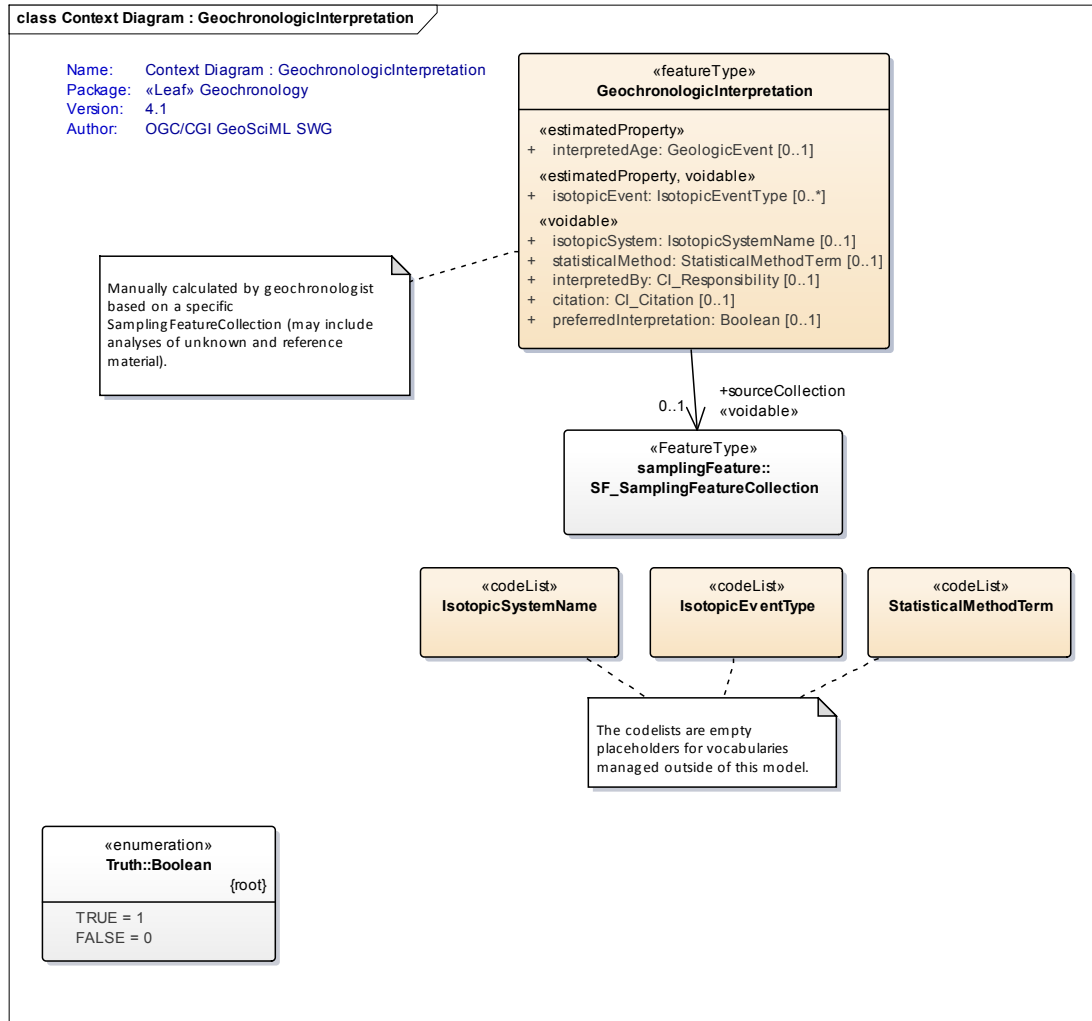 class Context Diagram : GeochronologicInterpretation
Name: Context Diagram : GeochronologicInterpretation
Package: «Leaf» Geochronology
Version: 4.1
Author: OGC/CGI GeoSciML SWG
«featureType»
GeochronologicInterpretation
«estimatedProperty»
+ interpretedAge: GeologicEvent [0..1]
«estimatedProperty, voidable»
+ isotopicEvent: IsotopicEventType [0..*]
«voidable»
+ isotopicSystem: IsotopicSystemName [0..1]
+ statisticalMethod: StatisticalMethodTerm [0..1]
+ interpretedBy: CI_Responsibility [0..1]
+ citation: CI_Citation [0..1]
+ preferredInterpretation: Boolean [0..1]
Manually calculated by geochronologist
based on a specific
SamplingFeatureCollection (may include
analyses of unknown and reference
material).
+sourceCollection
0..1
«voidable»
«FeatureType»
samplingFeature::
SF_SamplingFeatureCollection
«codeList»
IsotopicSystemName
«codeList»
IsotopicEventType
«codeList»
StatisticalMethodTerm
The codelists are empty
placeholders for vocabularies
managed outside of this model.
«enumeration»
Truth::Boolean
{root}
TRUE = 1
FALSE = 0